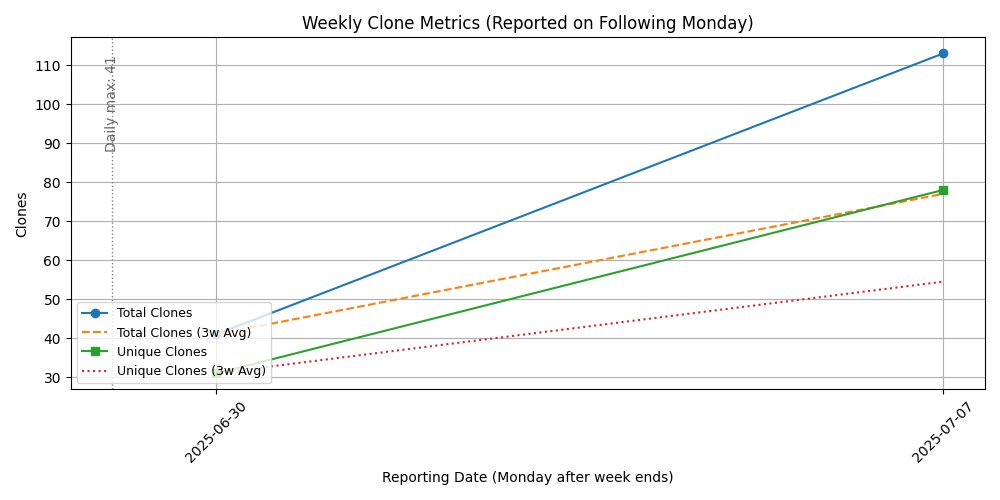 Weekly Clone Metrics (Reported on Following Monday)
Clones
110
100
90
80
70
60
50
40
30
Daily max: 41
Total Clones
Total Clones (3w Avg)
Unique Clones
Unique Clones (3w Avg)
2025-06-30
2025-07-07
Reporting Date (Monday after week ends)